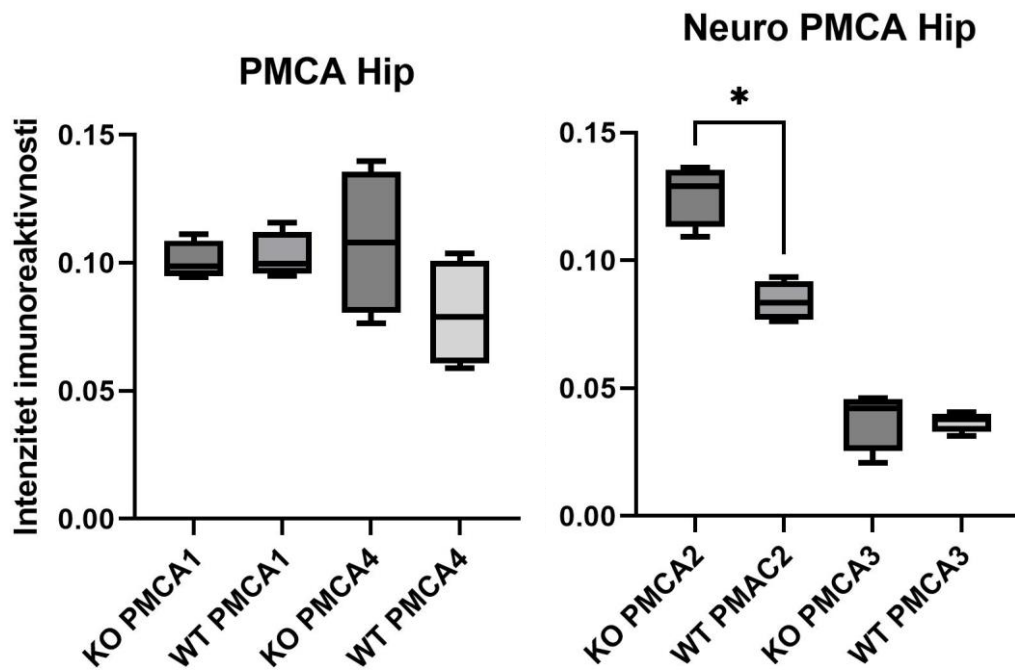 PMCA Hip
Intenzitet imunoreaktivnosti
0.15
0.10
0.05
0.00
KO PMCA1
WT PMCA1
KO PMCA4
WT PMCA4
Neuro PMCA Hip
*
0.15
0.10
0.05
0.00
KO PMCA2
WT PMAC2
KO PMCA3
WT PMCA3